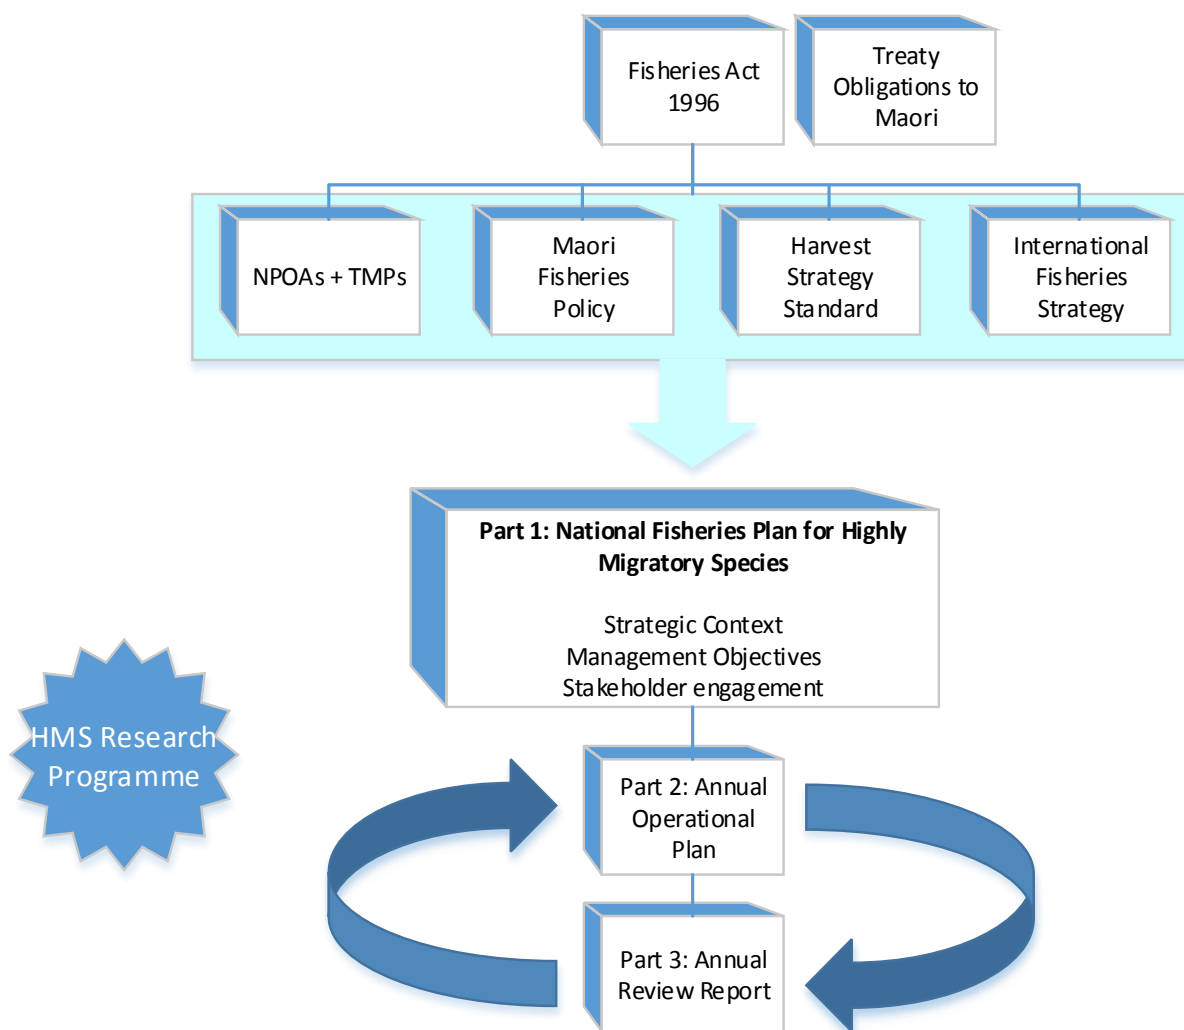 Fisheries Act
1996
Treaty
Obligations to
Maori
NPOAs + TMPs
Maori
Fisheries
Policy
Harvest
Strategy
Standard
International
Fisheries
Strategy
Part 1: National Fisheries Plan for Highly
Migratory Species
Strategic Context
Management Objectives
Stakeholder engagement
HMS Research
Programme
Part 2: Annual
Operational
Plan
Part 3: Annual
Review Report